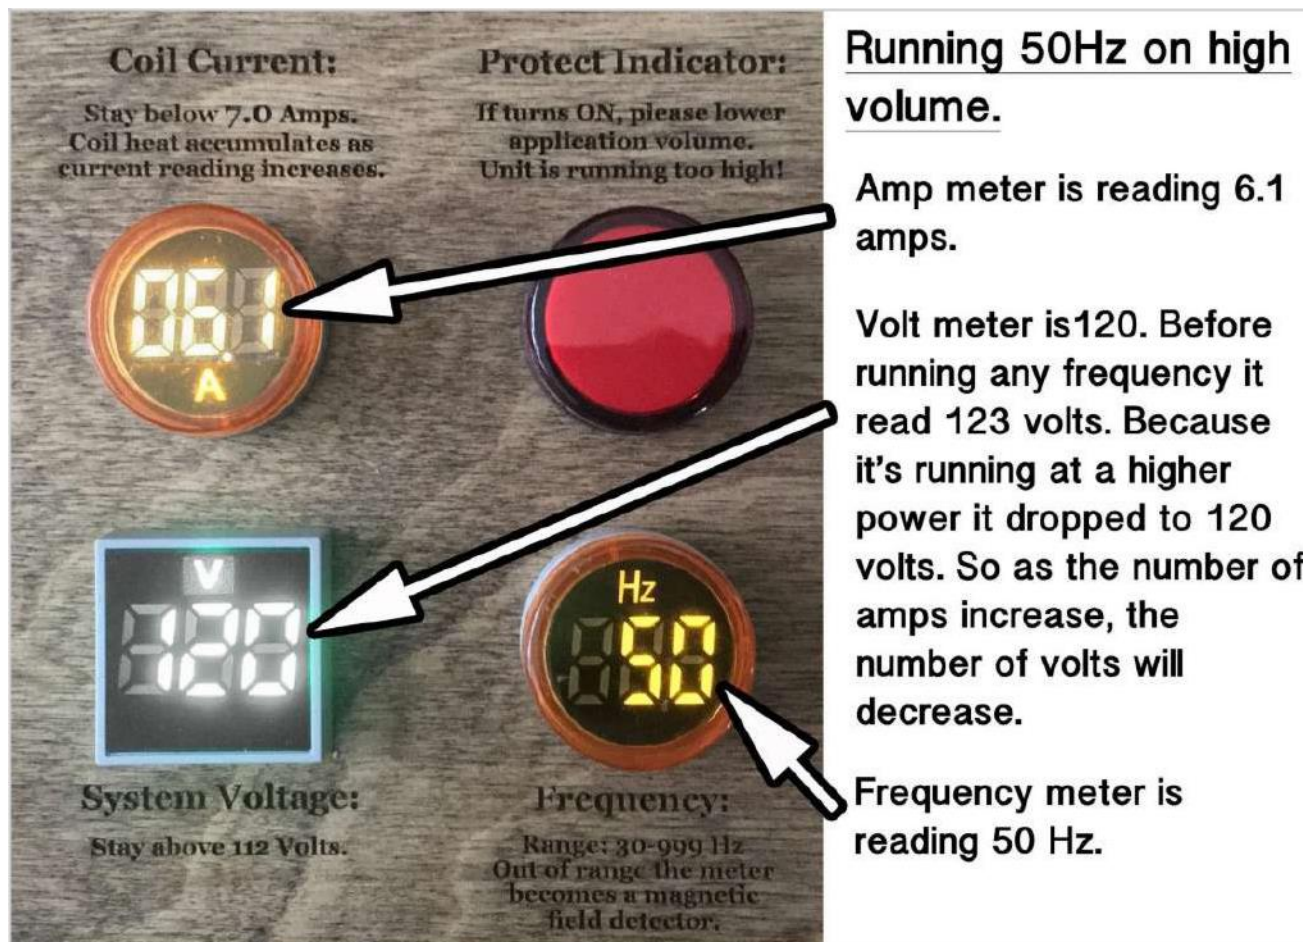 Coil Current:
Stay below 7.0 Amps.
Coil heat accumulates as
current reading increases.
Protect Indicator:
If turns ON, please lower
application volume.
Unit is running too high!
06.1
A
V
120
Hz
50
System Voltage:
Stay above 112 Volts.
Frequency:
Range: 30-999 Hz
Out of range the meter
becomes a magnetic
field detector.
Running 50Hz on high
volume.
Amp meter is reading 6.1
amps.
Volt meter is120. Before
running any frequency it
read 123 volts. Because
it's running at a higher
power it dropped to 120
volts. So as the number of
amps increase, the
number of volts will
decrease.
Frequency meter is
reading 50 Hz.